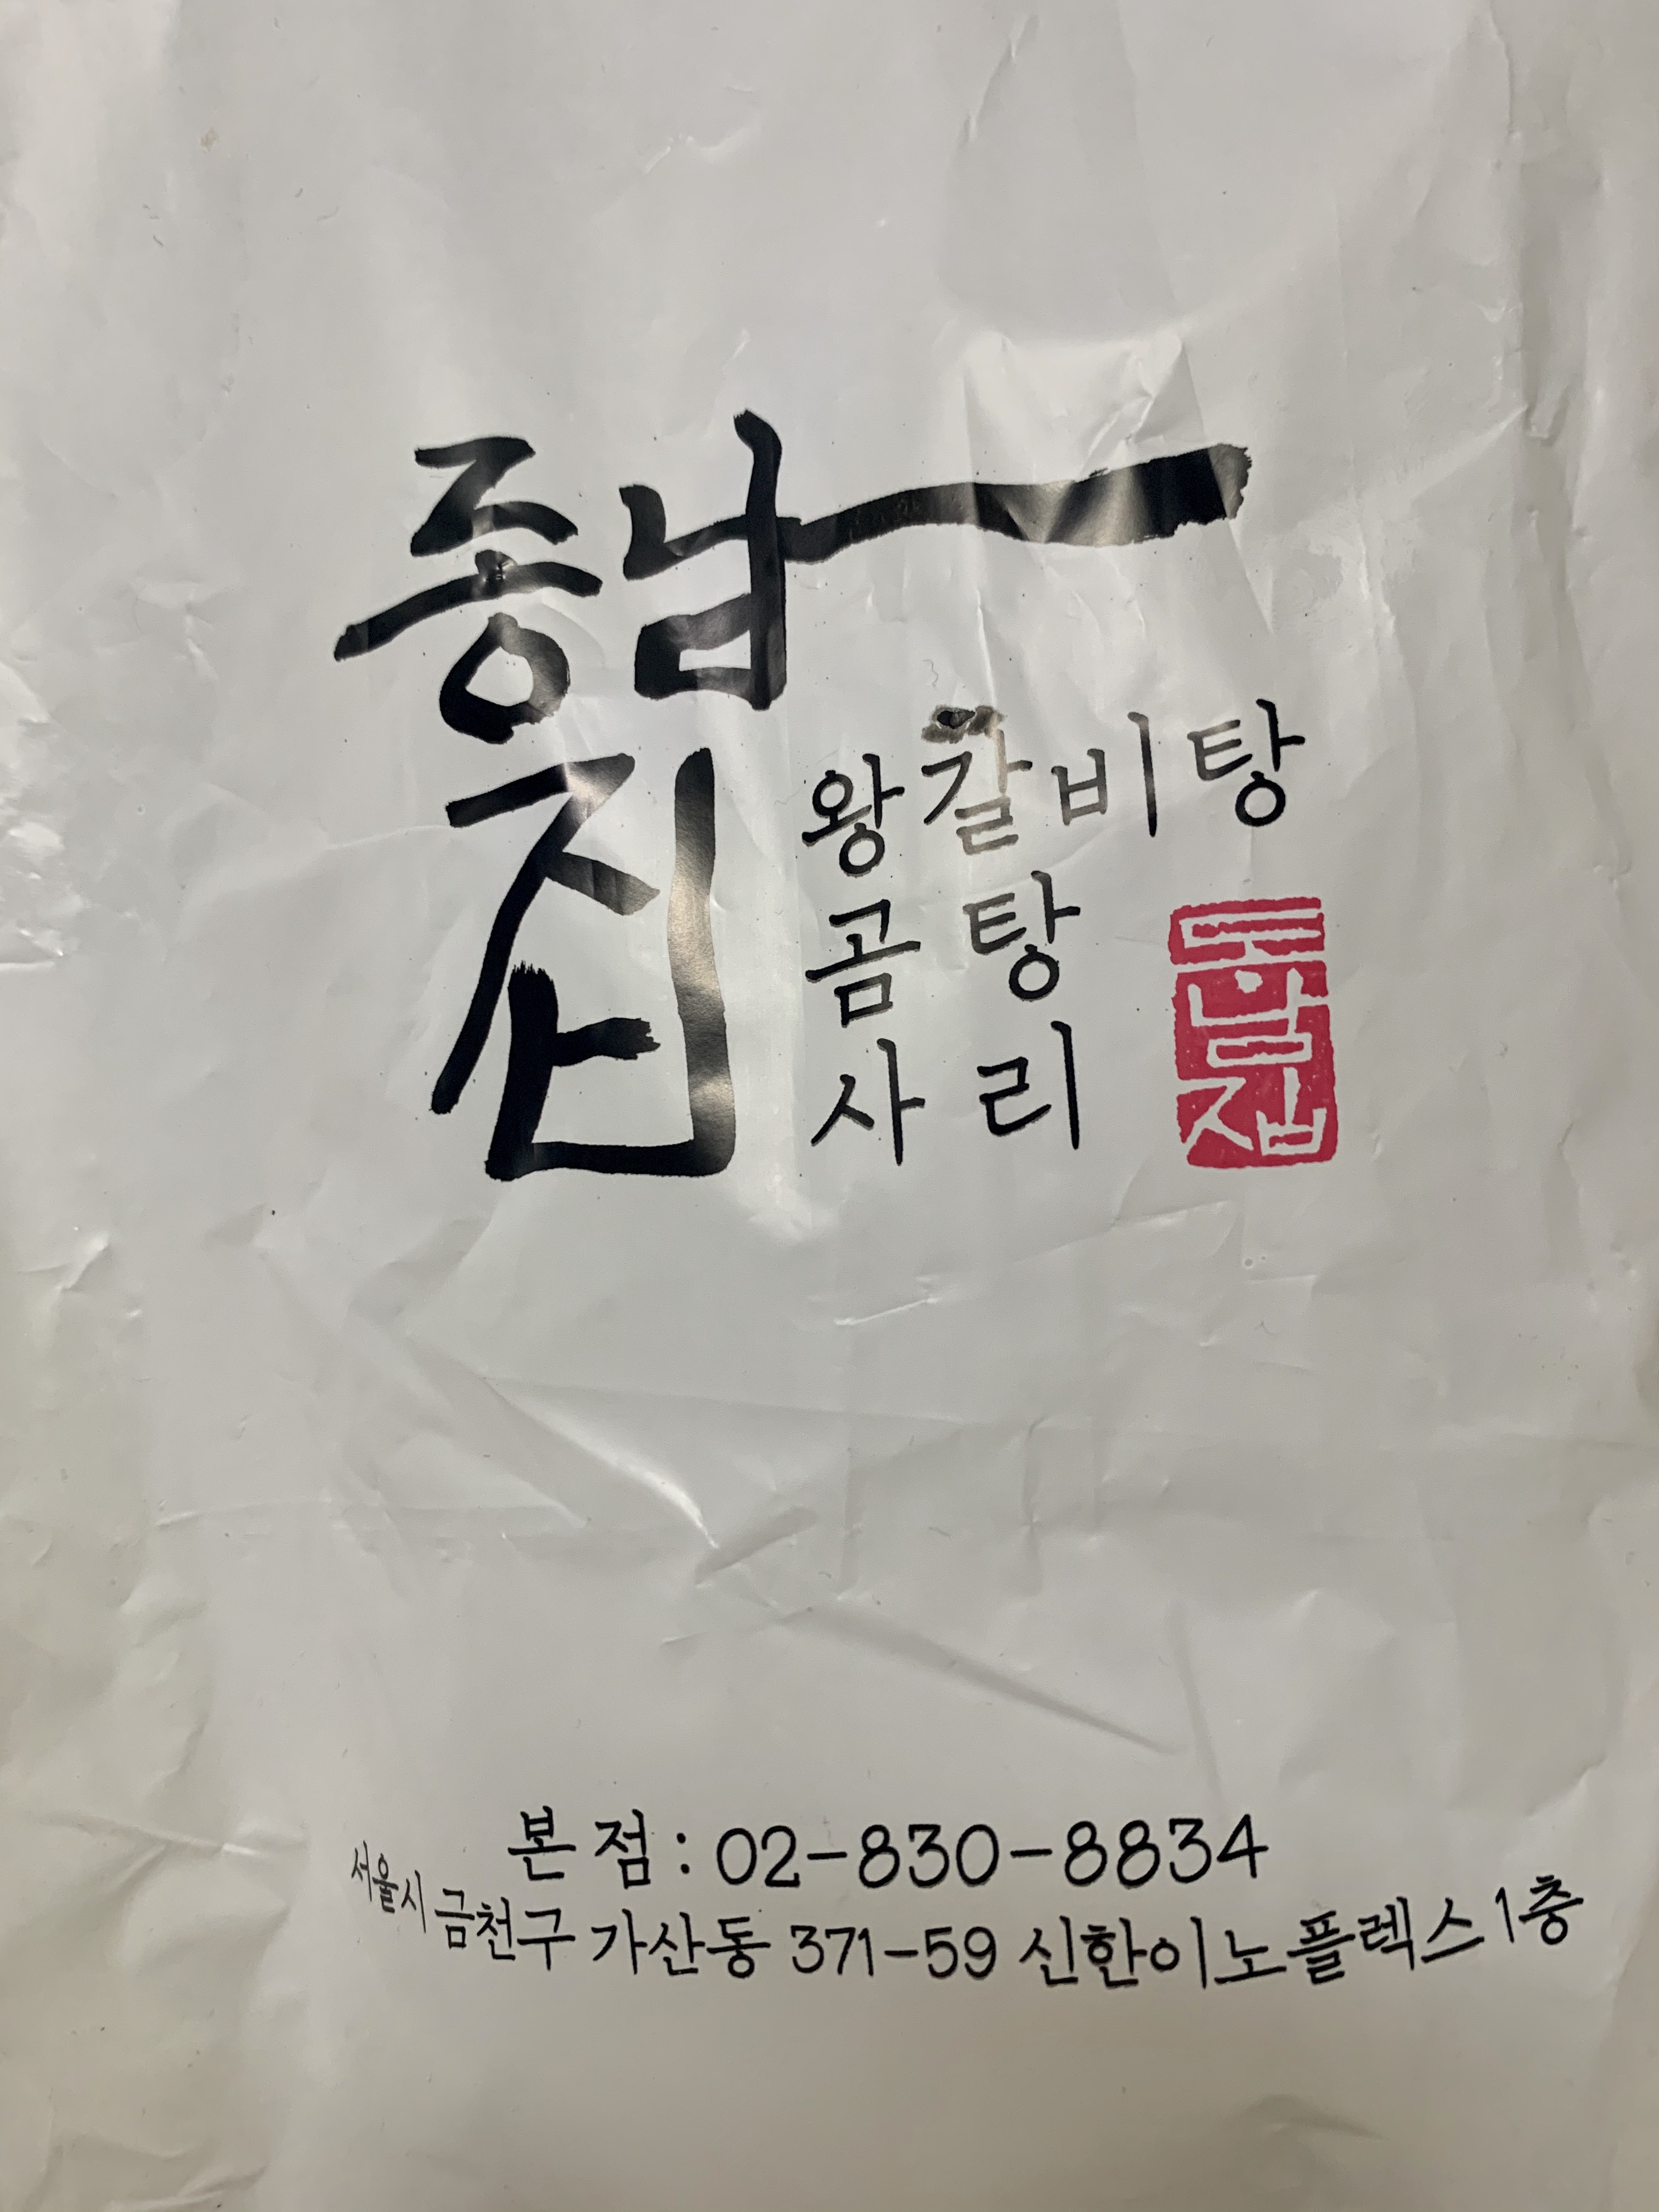 종남
집
왕갈비탕
곰탕
사리
종남집
본점 : 02-830-8834
서울시 금천구 가산동 371-59 신한이노플렉스 1층